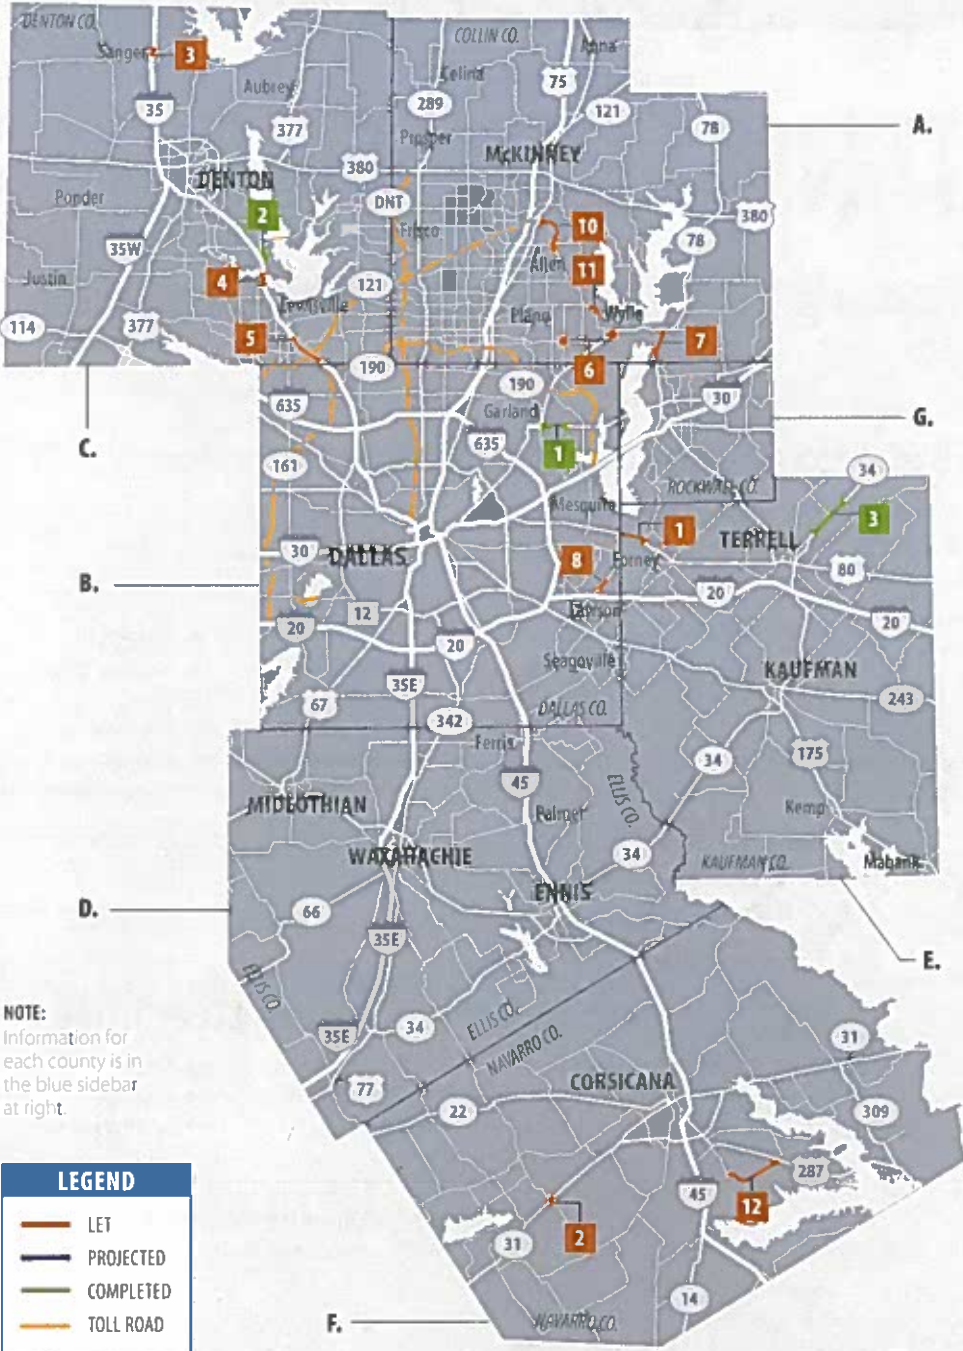 DENTON CO.
COLLIN CO.
Anna
Sanger
3
Celina
75
Aubrey
289
35
121
377
78
A.
Prosper
McKINNEY
380
DENTON
DNT
Ponder
2
380
Frisco
10
78
35W
Allen
11
Justin
4
121
Lewisville
Plano
Wylie
114
377
5
7
190
6
190
30
635
Garland
G.
C.
635
1
161
34
ROCKWALL CO.
Mesquite
3
1
TERRELL
30
DALLAS
8
Forney
80
B.
20
12
20
20
20
Seagoville
KAUFMAN
35E
243
67
DALLAS CO.
342
Ferris
34
175
45
ELLIS CO.
MIDLOTHIAN
Palmer
Kemp
WAXAHACHIE
34
KAUFMAN CO.
Mabank
ENNIS
D.
66
35E
E.
ELLIS CO.
NOTE:
Information for
each county is in
the blue sidebar
at right.
35E
34
ELLIS CO.
NAVARRO CO.
31
77
CORSICANA
22
309
LEGEND
287
LET
45
12
PROJECTED
31
2
COMPLETED
14
TOLL ROAD
F.
NAVARRO CO.